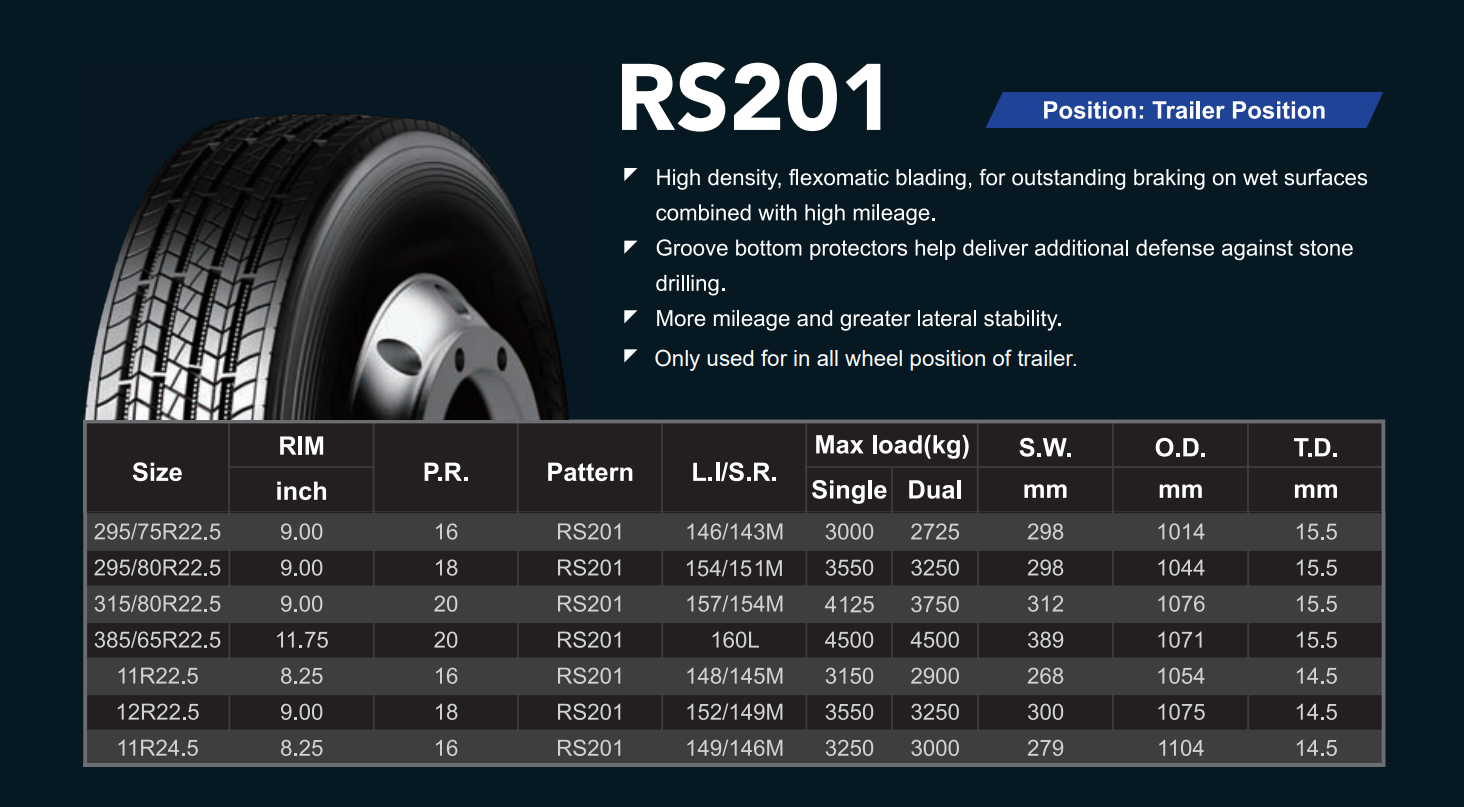 RS201
Position: Trailer Position
High density, flexomatic blading, for outstanding braking on wet surfaces
combined with high mileage.
Groove bottom protectors help deliver additional defense against stone
drilling.
More mileage and greater lateral stability.
Only used for in all wheel position of trailer.
Size RIM P.R. Pattern L.I/S.R. Max load(kg) S.W. O.D. T.D.
inch Single Dual mm mm mm
295/75R22.5 9.00 16 RS201 146/143M 3000 2725 298 1014 15.5
295/80R22.5 9.00 18 RS201 154/151M 3550 3250 298 1044 15.5
315/80R22.5 9.00 20 RS201 157/154M 4125 3750 312 1076 15.5
385/65R22.5 11.75 20 RS201 160L 4500 4500 389 1071 15.5
11R22.5 8.25 16 RS201 148/145M 3150 2900 268 1054 14.5
12R22.5 9.00 18 RS201 152/149M 3550 3250 300 1075 14.5
11R24.5 8.25 16 RS201 149/146M 3250 3000 279 1104 14.5